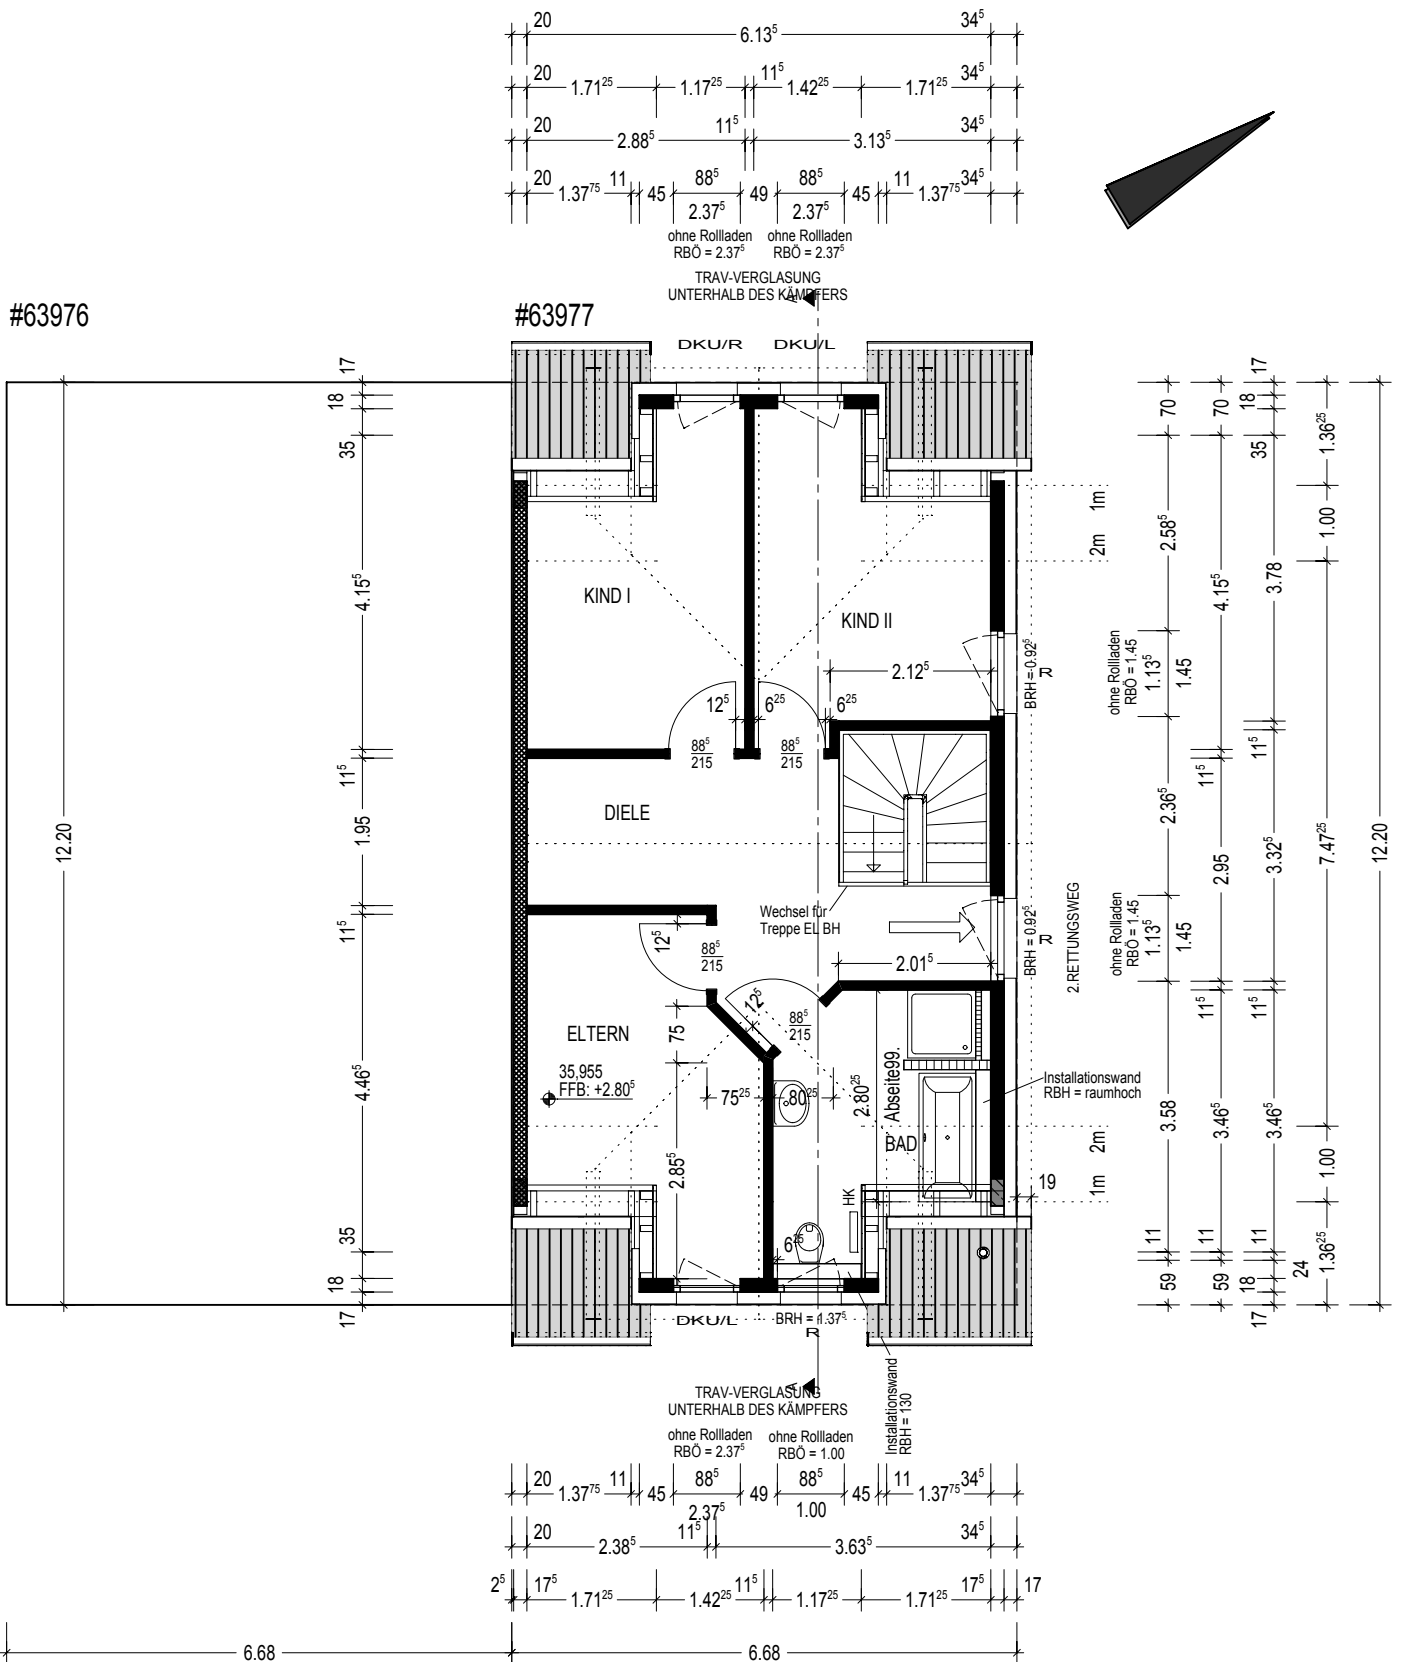 20 6.13⁵ 34⁵
20 1.71²⁵ 1.17²⁵ 11⁵ 1.42²⁵ 1.71²⁵ 34⁵
20 2.88⁵ 11⁵ 3.13⁵ 34⁵
20 1.37⁷⁵ 11 45 88⁵ 49 88⁵ 45 11 1.37⁷⁵ 34⁵
2.37⁵ 2.37⁵
ohne Rollladen ohne Rollladen
RBÖ = 2.37⁵ RBÖ = 2.37⁵
TRAV-VERGLASUNG
UNTERHALB DES KÄMPFERS
A
#63976
#63977
DKU/R DKU/L
12.20
17
18
35
4.15⁵
11⁵
1.95
11⁵
4.46⁵
35
18
17
KIND I
KIND II
2.12⁵
12⁵ 6²⁵ 6²⁵
88⁵
215
88⁵
215
DIELE
Wechsel für
Treppe EL BH
2.01⁵
12⁵
88⁵
215
12⁵
88⁵
215
ELTERN
75
35,955
FFB: +2.80⁵
75²⁵ 80²⁵
2.80²⁵
Abseite99.
BAD
2.85⁵
HK
6²⁵
Installationswand
RBH = raumhoch
19
BRH = 0.92⁵
R
BRH = 0.92⁵
R
2.RETTUNGSWEG
1m
2m
2m
1m
ohne Rollladen
RBÖ = 1.45
1.13⁵
1.45
ohne Rollladen
RBÖ = 1.45
1.13⁵
1.45
70
2.58⁵
2.36⁵
3.58
11
59
70
4.15⁵
11⁵
2.95
11⁵
3.46⁵
11
59
17
18
35
3.78
11⁵
3.32⁵
11⁵
3.46⁵
11
18
17
24
1.36²⁵
1.00
7.47²⁵
1.00
1.36²⁵
12.20
DKU/L
BRH = 1.37⁵
R
A
TRAV-VERGLASUNG
UNTERHALB DES KÄMPFERS
ohne Rollladen ohne Rollladen
RBÖ = 2.37⁵ RBÖ = 1.00
Installationswand
RBH = 130
20 1.37⁷⁵ 11 45 88⁵ 49 88⁵ 45 11 1.37⁷⁵ 34⁵
2.37⁵ 1.00
20 2.38⁵ 11⁵ 3.63⁵ 34⁵
2⁵ 17⁵ 1.71²⁵ 1.42²⁵ 11⁵ 1.17²⁵ 1.71²⁵ 17⁵ 17
6.68 6.68